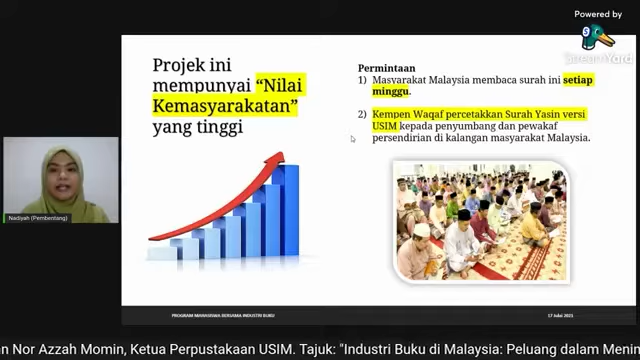 Powered by
StreamYard
Projek ini
mempunyai “Nilai
Kemasyarakatan”
yang tinggi
Permintaan
1) Masyarakat Malaysia membaca surah ini setiap
minggu.
2) Kempen Waqaf percetakkan Surah Yasin versi
USIM kepada penyumbang dan pewakaf
persendirian di kalangan masyarakat Malaysia.
Nadiyah (Pembentang)
PROGRAM MAHASISWA BERSAMA INDUSTRI BUKU
17 Julai 2021
n Nor Azzah Momin, Ketua Perpustakaan USIM. Tajuk: "Industri Buku di Malaysia: Peluang dalam Menin